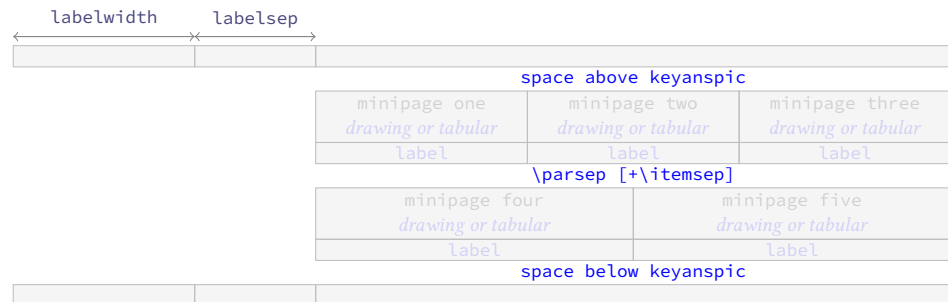 labelwidth labelsep
space above keyanspic
minipage one minipage two minipage three
drawing or tabular drawing or tabular drawing or tabular
label label label
\parsep [+\itemsep]
minipage four minipage five
drawing or tabular drawing or tabular
label label
space below keyanspic